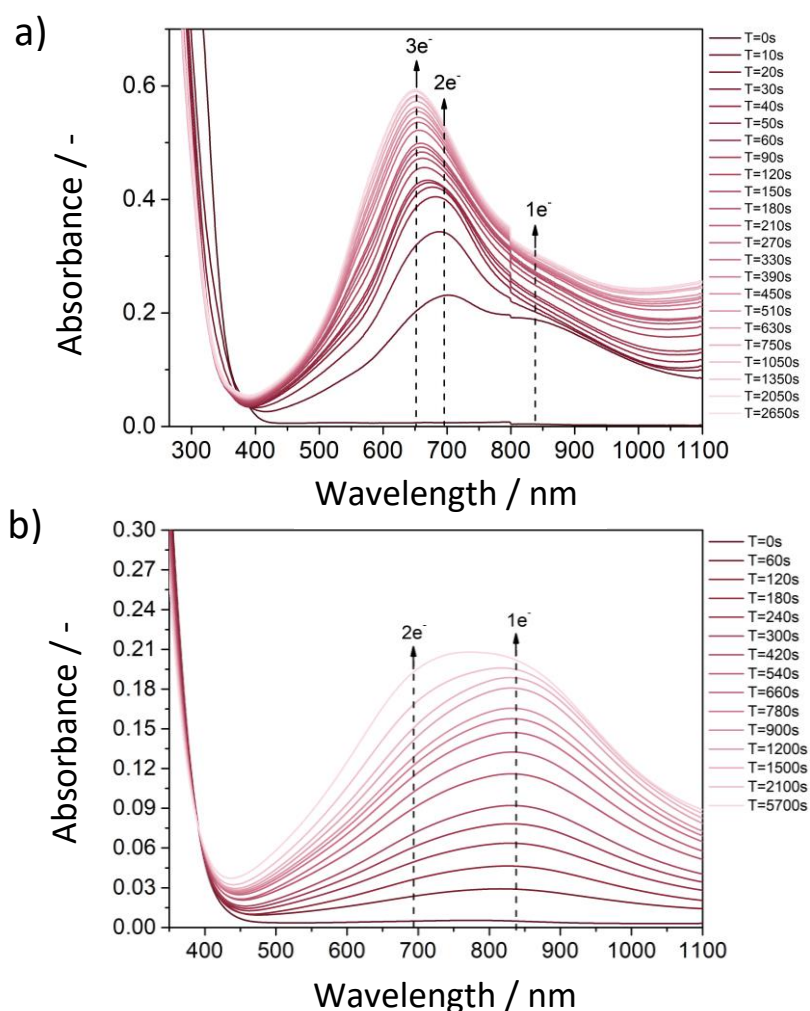 a)
3e-
2e-
1e-
0.6
0.4
0.2
0.0
Absorbance / -
300 400 500 600 700 800 900 1000 1100
Wavelength / nm
T=0s
T=10s
T=20s
T=30s
T=40s
T=50s
T=60s
T=90s
T=120s
T=150s
T=180s
T=210s
T=270s
T=330s
T=390s
T=450s
T=510s
T=630s
T=750s
T=1050s
T=1350s
T=2050s
T=2650s
b)
2e-
1e-
0.30
0.27
0.24
0.21
0.18
0.15
0.12
0.09
0.06
0.03
0.00
Absorbance / -
400 500 600 700 800 900 1000 1100
Wavelength / nm
T=0s
T=60s
T=120s
T=180s
T=240s
T=300s
T=420s
T=540s
T=660s
T=780s
T=900s
T=1200s
T=1500s
T=2100s
T=5700s